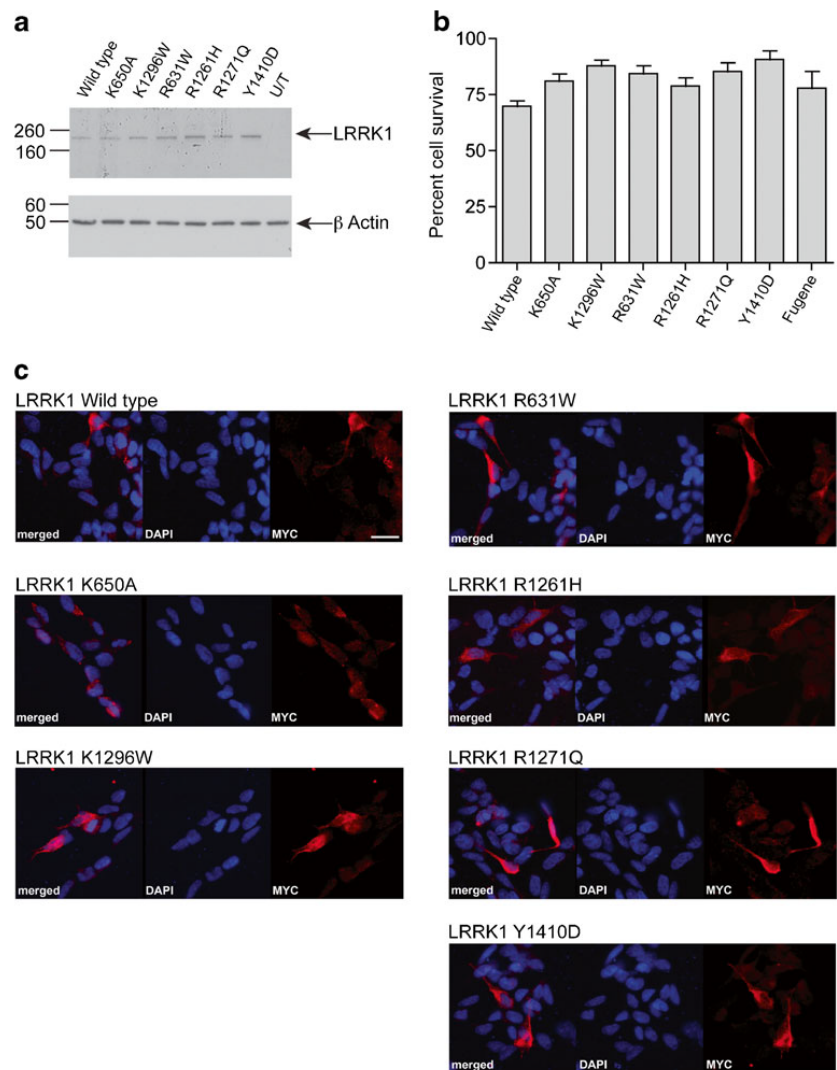 a
Wild type
K650A
K1296W
R631W
R1261H
R1271Q
Y1410D
U/T
260
160
LRRK1
60
50
β Actin
b
Percent cell survival
100
75
50
25
0
Wild type
K650A
K1296W
R631W
R1261H
R1271Q
Y1410D
Fugene
c
LRRK1 Wild type
merged
DAPI
MYC
LRRK1 K650A
merged
DAPI
MYC
LRRK1 K1296W
merged
DAPI
MYC
LRRK1 R631W
merged
DAPI
MYC
LRRK1 R1261H
merged
DAPI
MYC
LRRK1 R1271Q
merged
DAPI
MYC
LRRK1 Y1410D
merged
DAPI
MYC